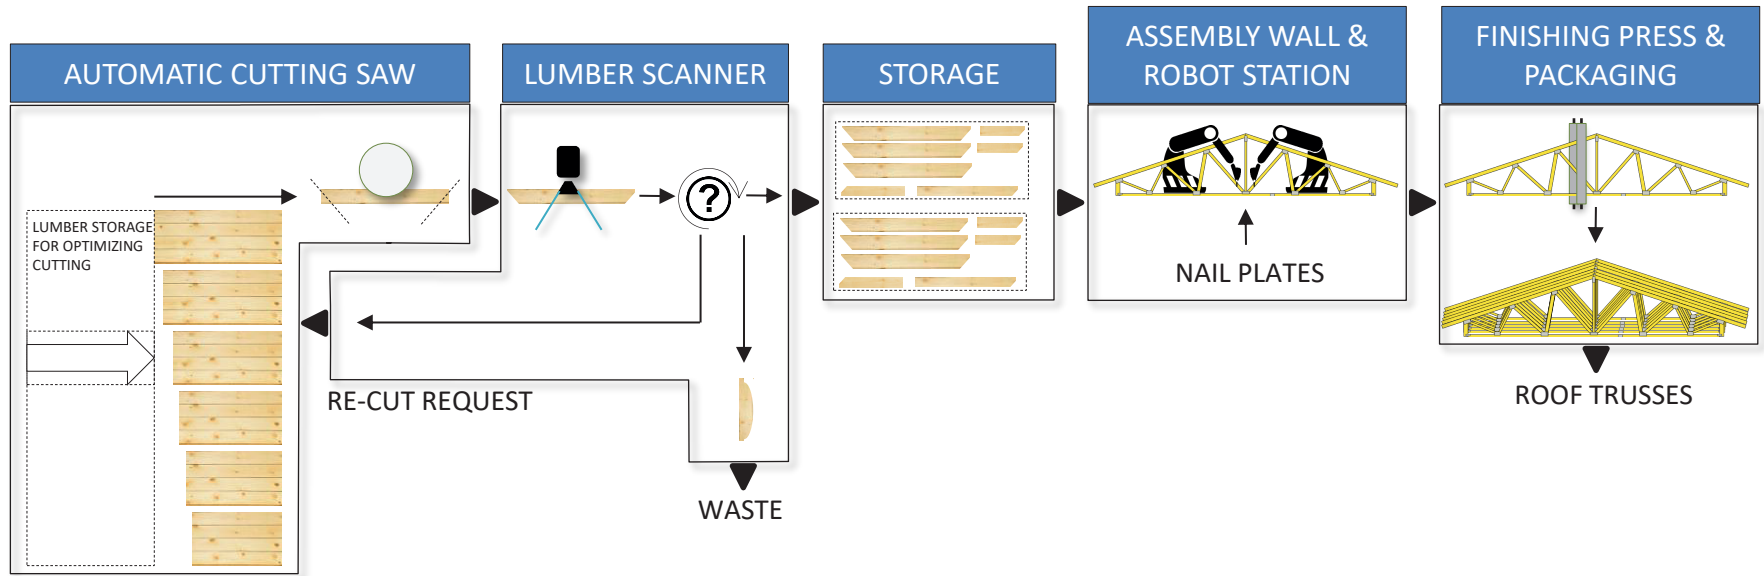 AUTOMATIC CUTTING SAW
LUMBER SCANNER
STORAGE
ASSEMBLY WALL &
ROBOT STATION
FINISHING PRESS &
PACKAGING
LUMBER STORAGE
FOR OPTIMIZING
CUTTING
?
NAIL PLATES
RE-CUT REQUEST
ROOF TRUSSES
WASTE